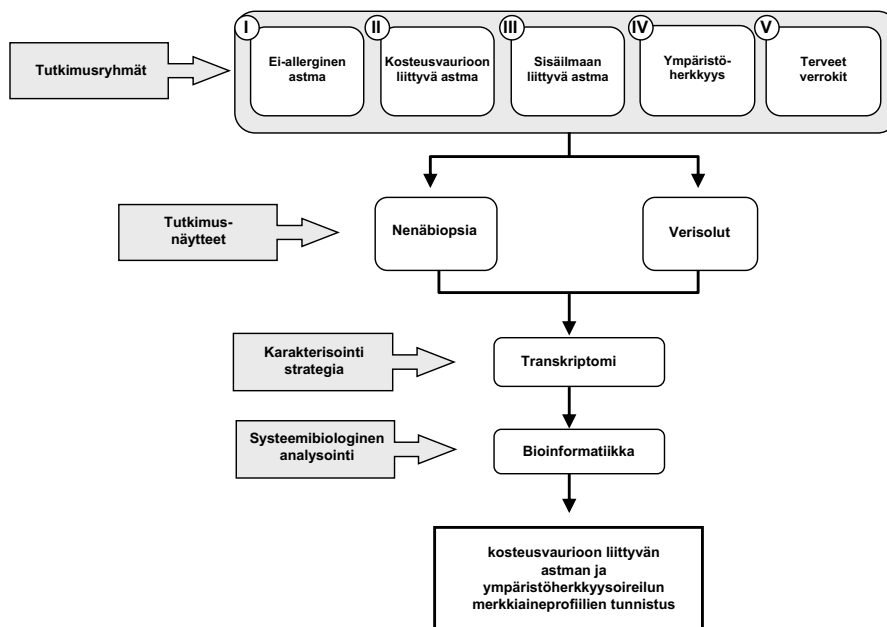 I
Ei-allerginen
astma
II
Kosteusvaurioon
liittyvä astma
III
Sisäilmaan
liittyvä astma
IV
Ympäristö-
herkkyys
V
Terveet
verrokit
Tutkimusryhmät
Tutkimus-
näytteet
Nenäbiopsia
Verisolut
Karakterisointi
strategia
Transkriptomi
Systeemibiologinen
analysointi
Bioinformatiikka
kosteusvaurioon liittyvän
astman ja
ympäristöherkkyysoireilun
merkkiaineprofiilien tunnistus